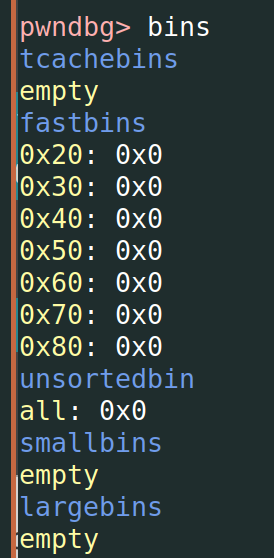 pwndbg> bins
tcachebins
empty
fastbins
0x20: 0x0
0x30: 0x0
0x40: 0x0
0x50: 0x0
0x60: 0x0
0x70: 0x0
0x80: 0x0
unsortedbin
all: 0x0
smallbins
empty
largebins
empty